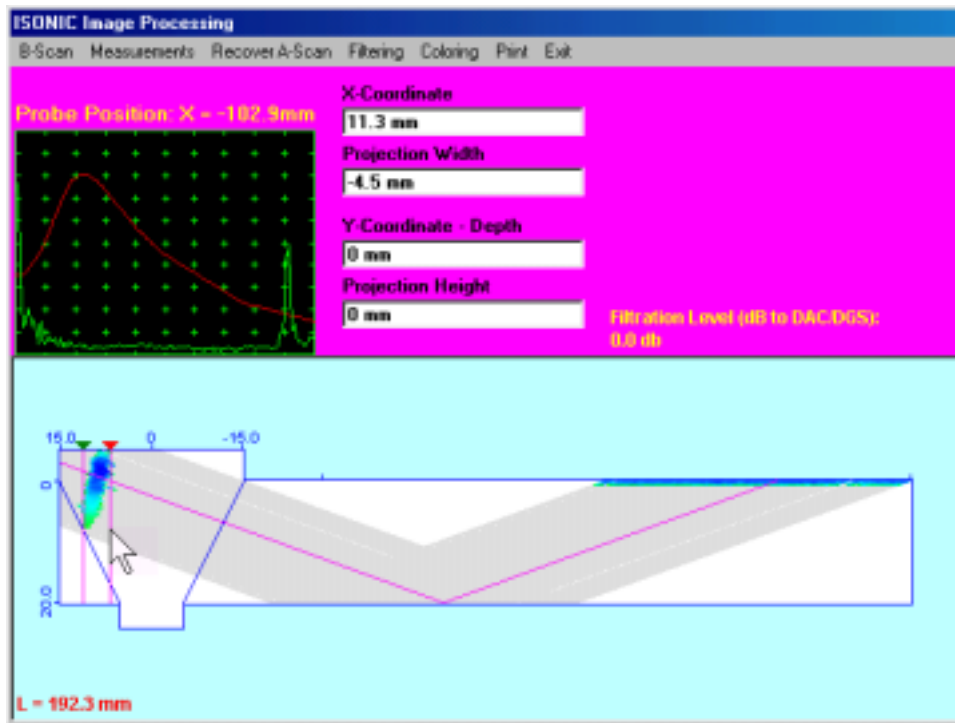 ISONIC Image Processing
B-Scan Measurements Recover A-Scan Filtering Coloring Print Exit
Probe Position: X = -102.9mm
X-Coordinate
11.3 mm
Projection Width
-4.5 mm
Y-Coordinate - Depth
0 mm
Projection Height
0 mm
Filtration Level (dB to DAC/DGS):
0.0 db
15.0 0 -15.0
0
20.0
L = 192.3 mm